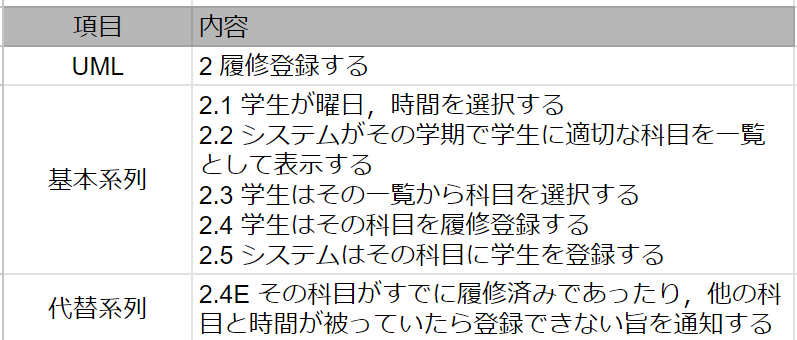 項目 内容
UML 2 履修登録する
2.1 学生が曜日，時間を選択する
2.2 システムがその学期で学生に適切な科目を一覧
として表示する
基本系列 2.3 学生はその一覧から科目を選択する
2.4 学生はその科目を履修登録する
2.5 システムはその科目に学生を登録する
代替系列 2.4E その科目がすでに履修済みであったり，他の科
目と時間が被っていたら登録できない旨を通知する